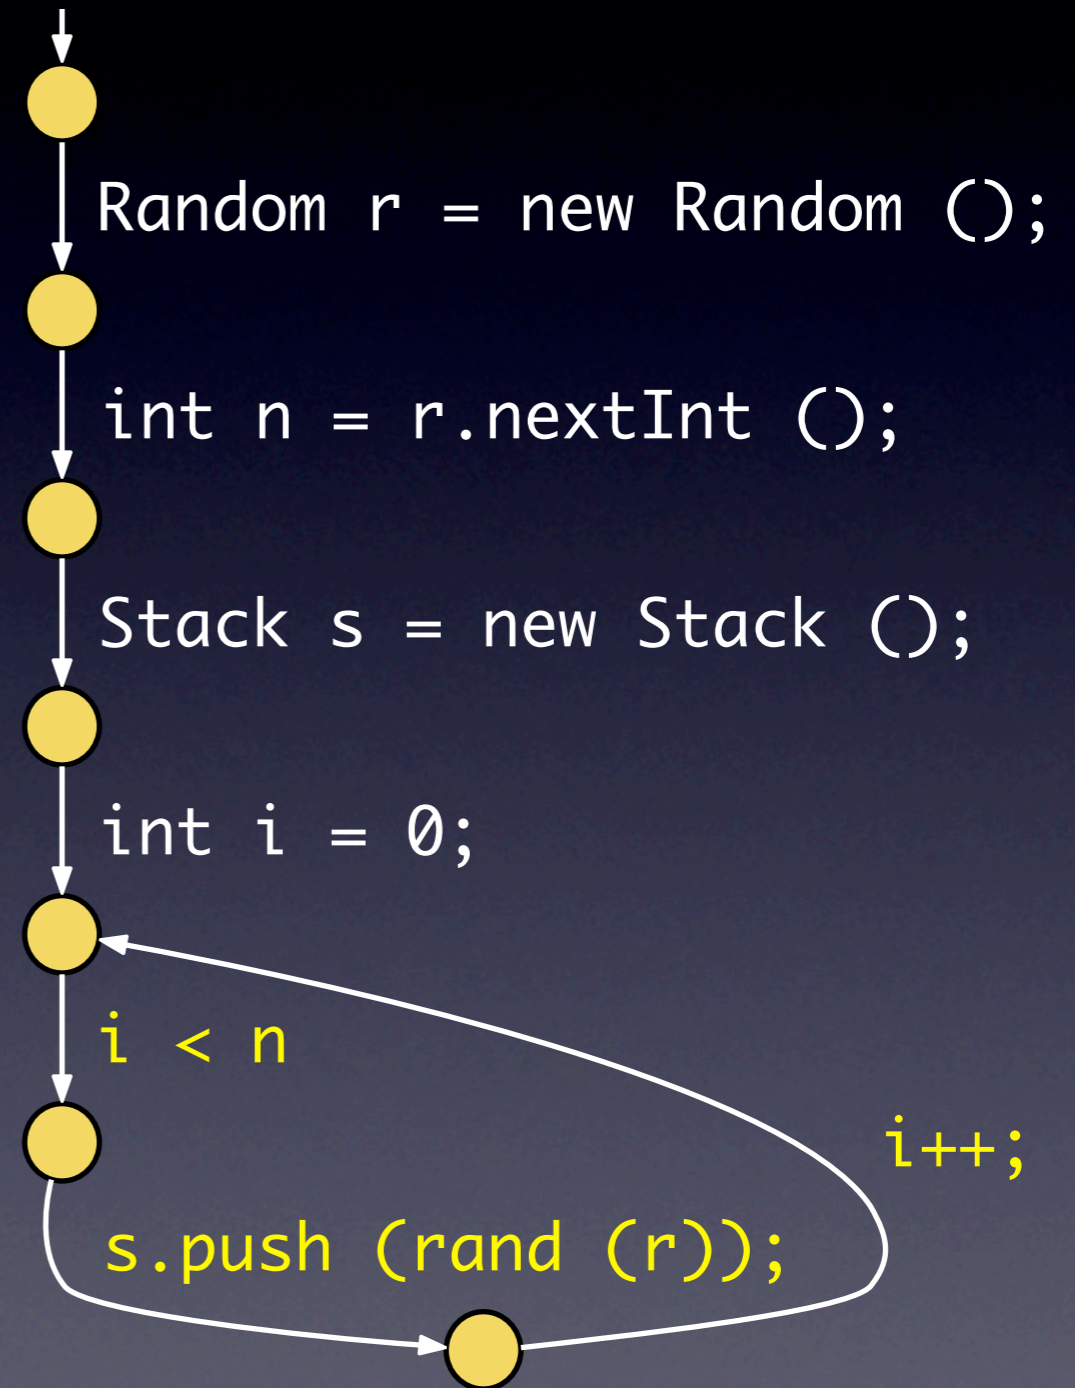 Random r = new Random ();
int n = r.nextInt ();
Stack s = new Stack ();
int i = 0;
i < n
i++;
s.push (rand (r));